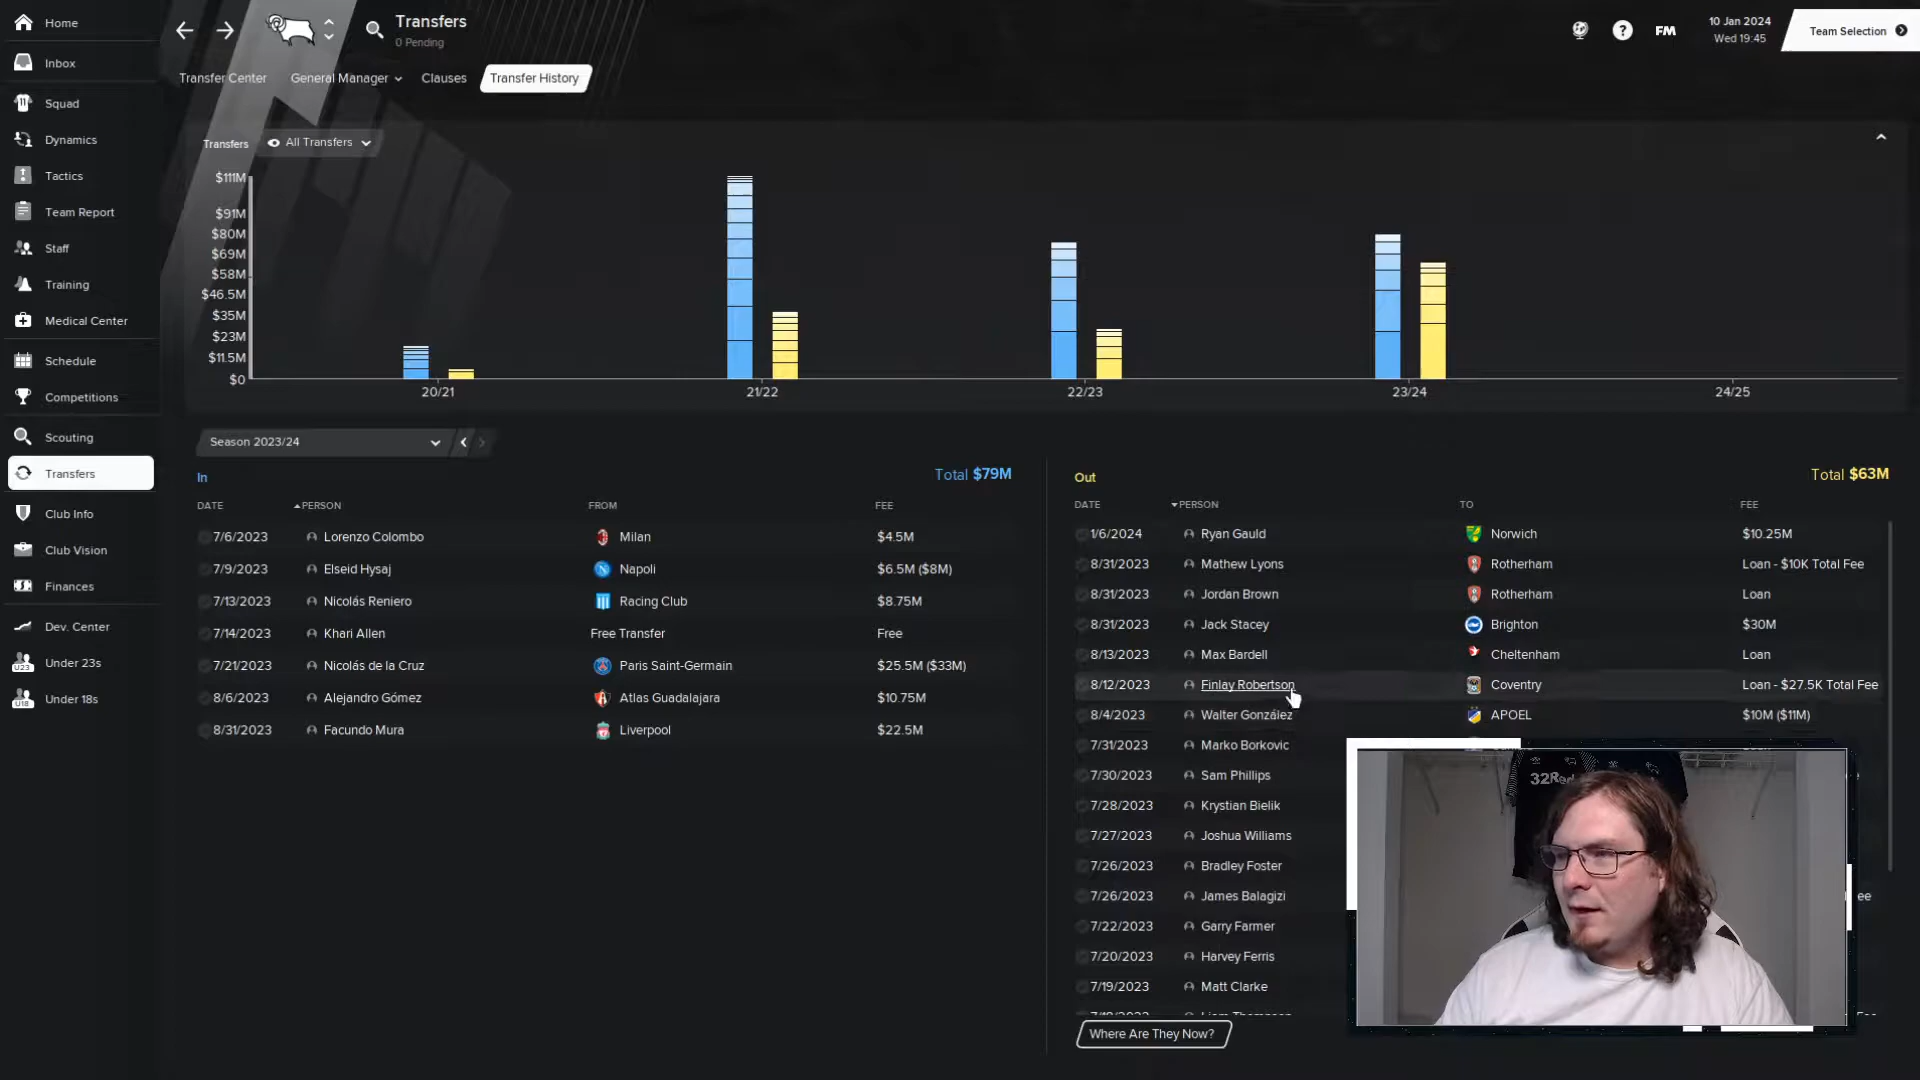 Home
Inbox
Squad
Dynamics
Tactics
Team Report
Staff
Training
Medical Center
Schedule
Competitions
Scouting
Transfers
Club Info
Club Vision
Finances
Dev. Center
U23 Under 23s
U18 Under 18s
Transfers
0 Pending
? FM
10 Jan 2024
Wed 19:45
Team Selection
Transfer Center General Manager Clauses Transfer History
Transfers All Transfers
$111M
$91M
$80M
$69M
$58M
$46.5M
$35M
$23M
$11.5M
$0
20/21 21/22 22/23 23/24 24/25
Season 2023/24
In Total $79M
DATE PERSON FROM FEE
7/6/2023 Lorenzo Colombo Milan $4.5M
7/9/2023 Elseid Hysaj Napoli $6.5M ($8M)
7/13/2023 Nicolás Reniero Racing Club $8.75M
7/14/2023 Khari Allen Free Transfer Free
7/21/2023 Nicolás de la Cruz Paris Saint-Germain $25.5M ($33M)
8/6/2023 Alejandro Gómez Atlas Guadalajara $10.75M
8/31/2023 Facundo Mura Liverpool $22.5M
Out Total $63M
DATE PERSON TO FEE
1/6/2024 Ryan Gauld Norwich $10.25M
8/31/2023 Mathew Lyons Rotherham Loan - $10K Total Fee
8/31/2023 Jordan Brown Rotherham Loan
8/31/2023 Jack Stacey Brighton $30M
8/13/2023 Max Bardell Cheltenham Loan
8/12/2023 Finlay Robertson Coventry Loan - $27.5K Total Fee
8/4/2023 Walter González APOEL $10M ($11M)
7/31/2023 Marko Borkovic
7/30/2023 Sam Phillips
7/28/2023 Krystian Bielik
7/27/2023 Joshua Williams
7/26/2023 Bradley Foster
7/26/2023 James Balagizi
7/22/2023 Garry Farmer
7/20/2023 Harvey Ferris
7/19/2023 Matt Clarke
Where Are They Now?
32Red